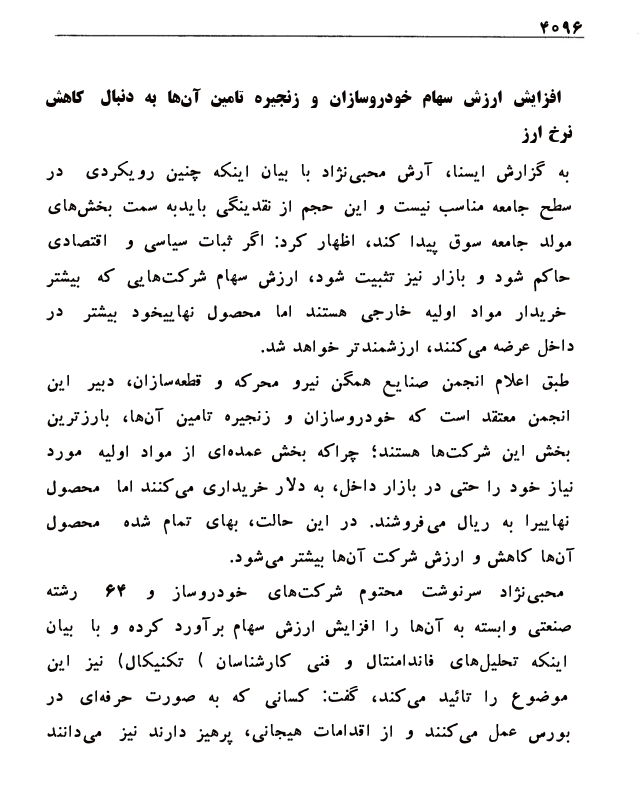 ۴۰۹۶
افزایش ارزش سهام خودروسازان و زنجیره تامین آن‌ها به دنبال کاهش
نرخ ارز
به گزارش ایسنا، آرش محبی‌نژاد با بیان اینکه چنین رویکردی در
سطح جامعه مناسب نیست و این حجم از نقدینگی بایدبه سمت بخش‌های
مولد جامعه سوق پیدا کند، اظهار کرد: اگر ثبات سیاسی و اقتصادی
حاکم شود و بازار نیز تثبیت شود، ارزش سهام شرکت‌هایی که بیشتر
خریدار مواد اولیه خارجی هستند اما محصول نهاییخود بیشتر در
داخل عرضه می‌کنند، ارزشمندتر خواهد شد.
طبق اعلام انجمن صنایع همگن نیرو محرکه و قطعه‌سازان، دبیر این
انجمن معتقد است که خودروسازان و زنجیره تامین آن‌ها، بارزترین
بخش این شرکت‌ها هستند؛ چراکه بخش عمده‌ای از مواد اولیه مورد
نیاز خود را حتی در بازار داخل، به دلار خریداری می‌کنند اما محصول
نهاییرا به ریال می‌فروشند. در این حالت، بهای تمام شده محصول
آن‌ها کاهش و ارزش شرکت آن‌ها بیشتر می‌شود.
محبی‌نژاد سرنوشت محتوم شرکت‌های خودروساز و ۶۴ رشته
صنعتی وابسته به آن‌ها را افزایش ارزش سهام برآورد کرده و با بیان
اینکه تحلیل‌های فاندامنتال و فنی کارشناسان ) تکنیکال) نیز این
موضوع را تائید می‌کند، گفت: کسانی که به صورت حرفه‌ای در
بورس عمل می‌کنند و از اقدامات هیجانی، پرهیز دارند نیز می‌دانند